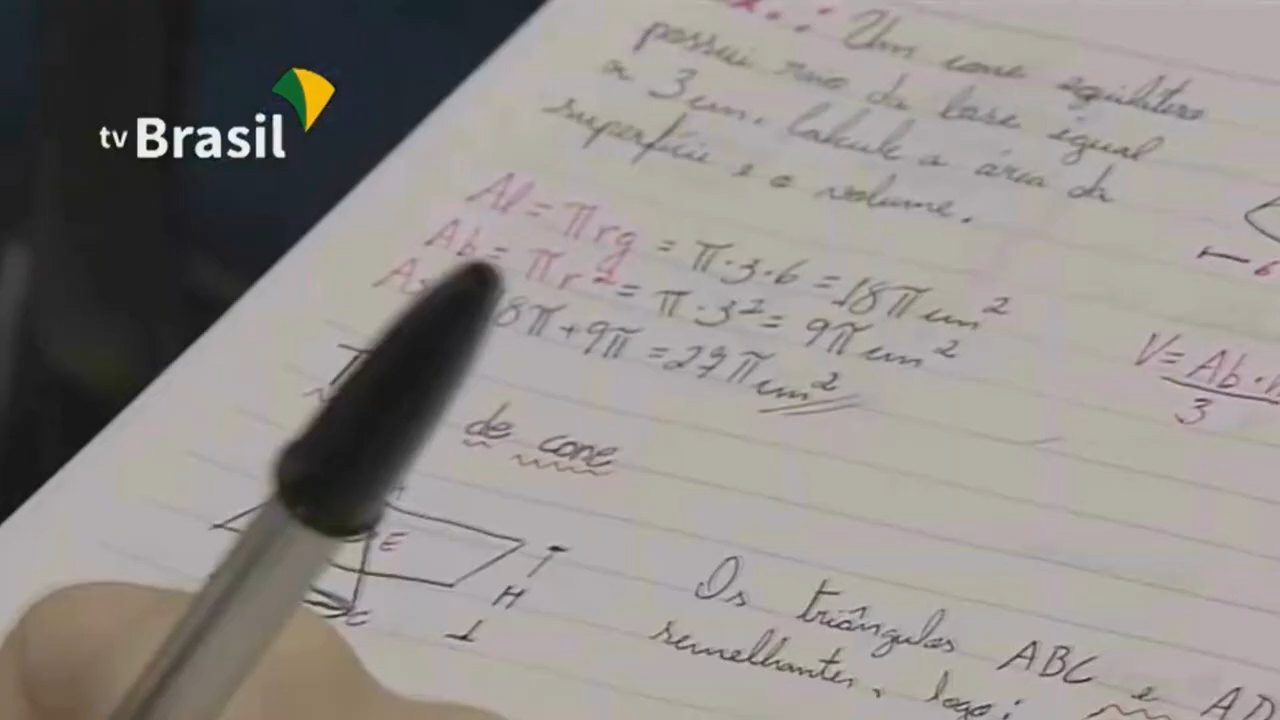 tv Brasil
.: Um cone equilátero
possui raio da base igual
a 3 cm. Calcule a área da
superfície e o volume.
Al = πrg = π·3·6 = 18π cm²
Ab = πr² = π·3² = 9π cm²
8π + 9π = 27π cm²
6
V = Ab·
3
de cone
E
T
H
C
Os triângulos ABC e AD
semelhantes, logo: